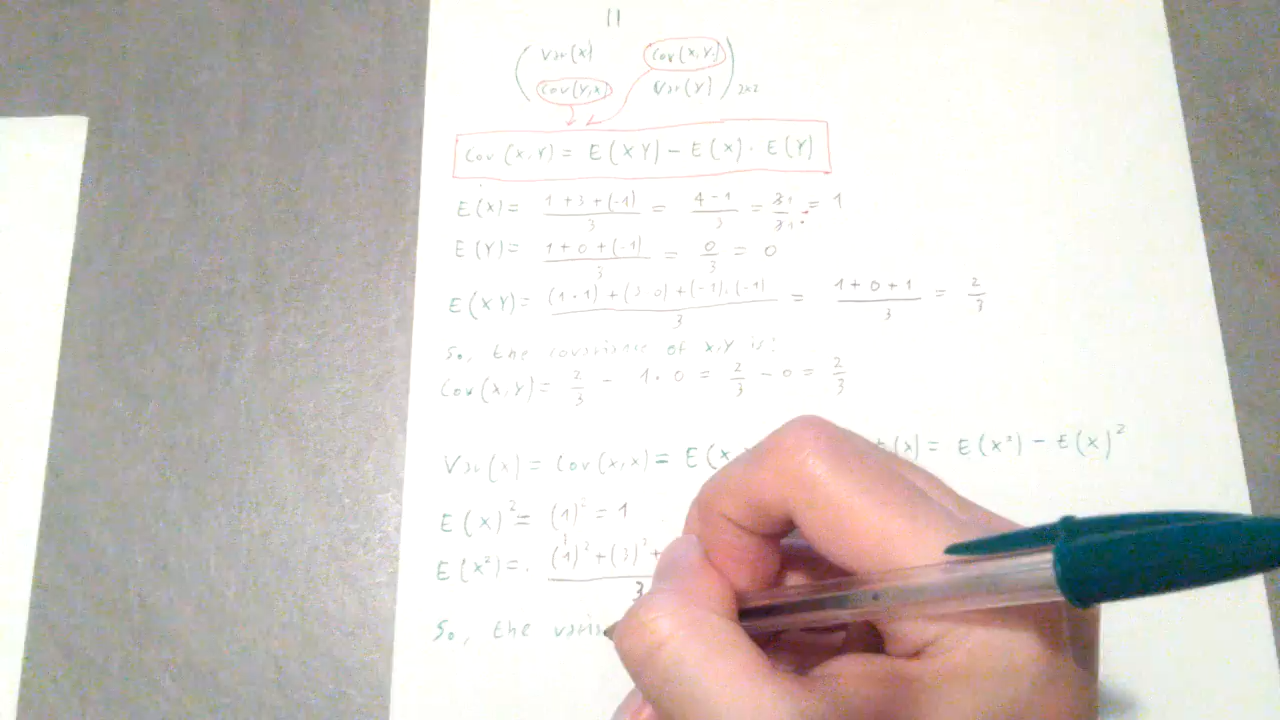 ||
( Var(X) Cov(X,Y)
Cov(Y,X) Var(Y) ) 2x2
Cov (X,Y) = E(XY) - E(X) · E(Y)
E(X) = (1 + 3 + (-1))/3 = (4 - 1)/3 = 3 1/3 1 = 1
E(Y) = (1 + 0 + (-1))/3 = 0/3 = 0
E(XY) = ((1 · 1) + (3 · 0) + (-1).(-1))/3 = (1 + 0 + 1)/3 = 2/3
So, the covariance of X,Y is:
Cov(X,Y) = 2/3 - 1 · 0 = 2/3 - 0 = 2/3
Var(X) = Cov(X,X) = E(X = E(X²) - E(X)²
E(X)² = (1)² = 1
E(X²) = (1)² + (3)² + /3
So, the